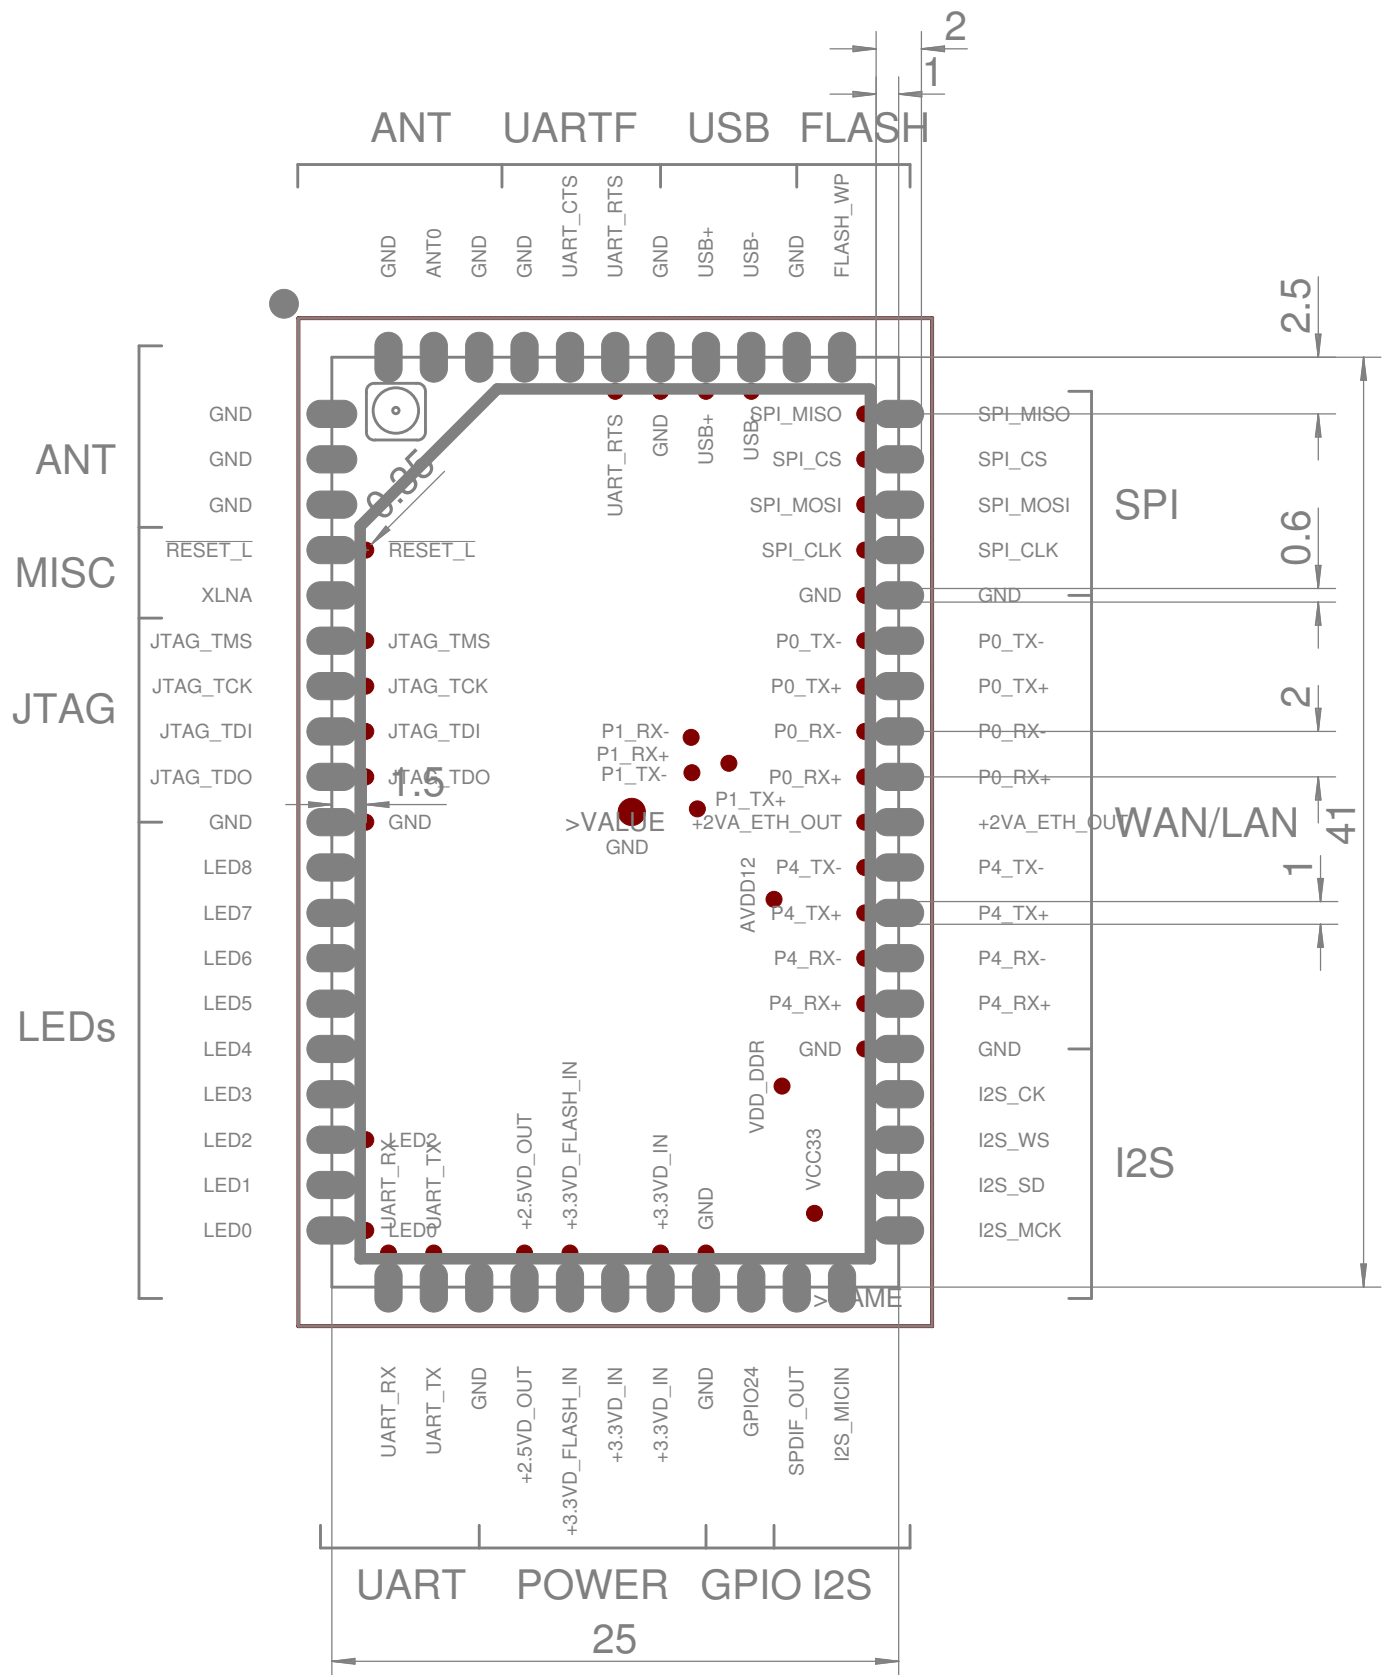 2
1
ANT UARTF USB FLASH
GND
ANT0
GND
GND
UART_CTS
UART_RTS
GND
USB+
USB-
GND
FLASH_WP
2.5
ANT
MISC
JTAG
LEDs
GND
GND
GND
RESET_L
XLNA
JTAG_TMS
JTAG_TCK
JTAG_TDI
JTAG_TDO
GND
LED8
LED7
LED6
LED5
LED4
LED3
LED2
LED1
LED0
RESET_L
JTAG_TMS
JTAG_TCK
JTAG_TDI
JTAG_TDO
1.5
GND
LED2
LED0
UART_RX
UART_TX
+2.5VD_OUT
+3.3VD_FLASH_IN
+3.3VD_IN
GND
UART_RTS
GND
USB+
USB-
P1_RX-
P1_RX+
P1_TX-
P1_TX+
>VALUE
GND
AVDD12
VDD_DDR
VCC33
SPI_MISO
SPI_CS
SPI_MOSI
SPI_CLK
GND
P0_TX-
P0_TX+
P0_RX-
P0_RX+
+2VA_ETH_OUT
P4_TX-
P4_TX+
P4_RX-
P4_RX+
GND
SPI_MISO
SPI_CS
SPI_MOSI
SPI_CLK
GND
P0_TX-
P0_TX+
P0_RX-
P0_RX+
+2VA_ETH_OUT
P4_TX-
P4_TX+
P4_RX-
P4_RX+
GND
I2S_CK
I2S_WS
I2S_SD
I2S_MCK
SPI
WAN/LAN
I2S
0.6
2
41
1
UART_RX
UART_TX
GND
+2.5VD_OUT
+3.3VD_FLASH_IN
+3.3VD_IN
+3.3VD_IN
GND
GPIO24
SPDIF_OUT
I2S_MICIN
UART POWER GPIO I2S
25